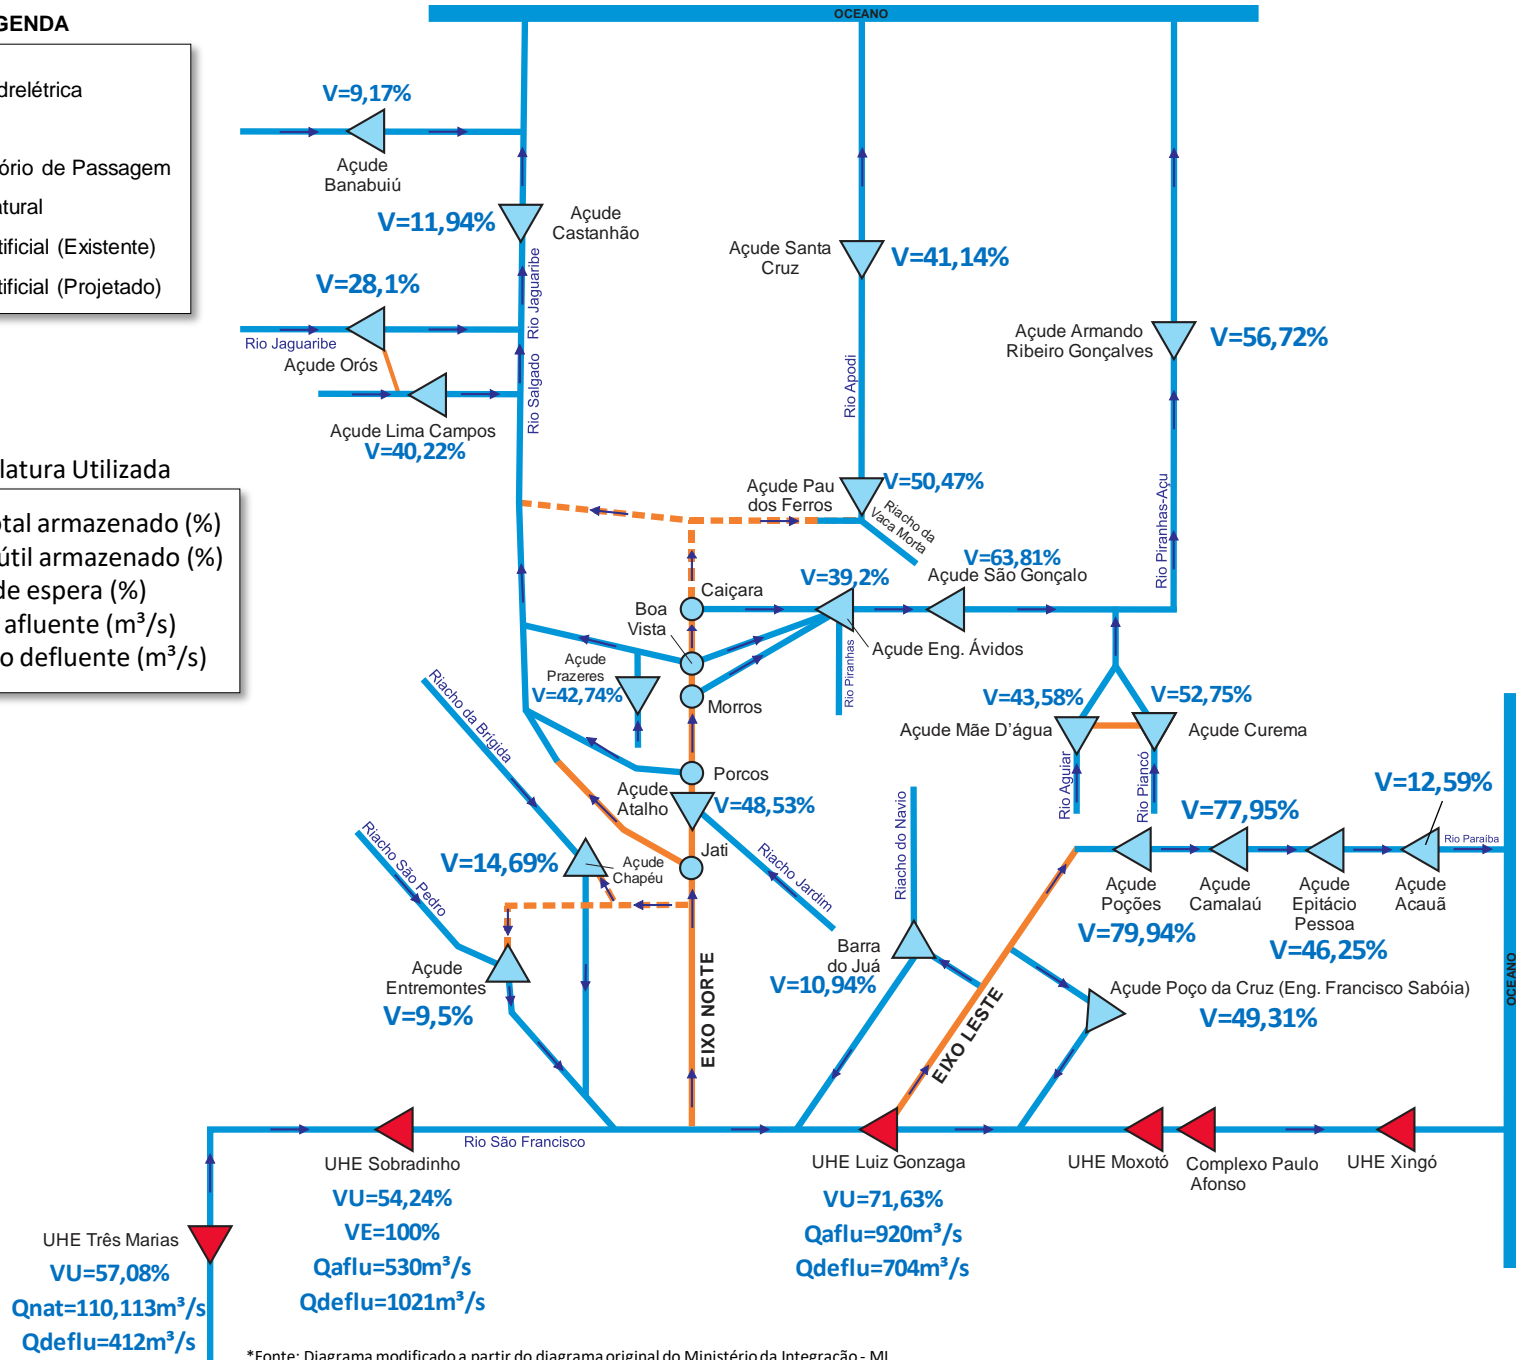 OCEANO
GENDA
drelétrica
ório de Passagem
atural
tificial (Existente)
tificial (Projetado)
V=9,17%
Açude
Banabuiú
V=11,94%
Açude
Castanhão
Rio Jaguaribe
V=28,1%
Rio Jaguaribe
Açude Orós
Rio Salgado
Açude Lima Campos
V=40,22%
Açude Santa
Cruz
V=41,14%
Rio Apodi
Açude Armando
Ribeiro Gonçalves
V=56,72%
Rio Piranhas-Açu
latura Utilizada
otal armazenado (%)
útil armazenado (%)
de espera (%)
afluente (m³/s)
o defluente (m³/s)
Açude Pau
dos Ferros
V=50,47%
Riacho da
Vaca Morta
V=63,81%
Açude São Gonçalo
V=39,2%
Caiçara
Boa
Vista
Açude Eng. Ávidos
Rio Piranhas
Açude
Prazeres
V=42,74%
Morros
Riacho da Brígida
Porcos
Açude
Atalho
V=48,53%
Jati
Riacho Jardim
V=43,58%
V=52,75%
Açude Mãe D'água
Açude Curema
Rio Aguiar
Rio Piancó
V=12,59%
V=77,95%
Rio Paraíba
Açude
Poções
V=79,94%
Açude
Camalaú
Açude
Epitácio
Pessoa
V=46,25%
Açude
Acauã
Riacho São Pedro
V=14,69%
Açude
Chapéu
Açude
Entremontes
V=9,5%
EIXO NORTE
Riacho do Navio
Barra
do Juá
V=10,94%
EIXO LESTE
Açude Poço da Cruz (Eng. Francisco Sabóia)
V=49,31%
OCEANO
Rio São Francisco
UHE Sobradinho
VU=54,24%
VE=100%
Qaflu=530m³/s
Qdeflu=1021m³/s
UHE Luiz Gonzaga
VU=71,63%
Qaflu=920m³/s
Qdeflu=704m³/s
UHE Moxotó
Complexo Paulo
Afonso
UHE Xingó
UHE Três Marias
VU=57,08%
Qnat=110,113m³/s
Qdeflu=412m³/s
*Fonte: Diagrama modificado a partir do diagrama original do Ministério da Integração - MI